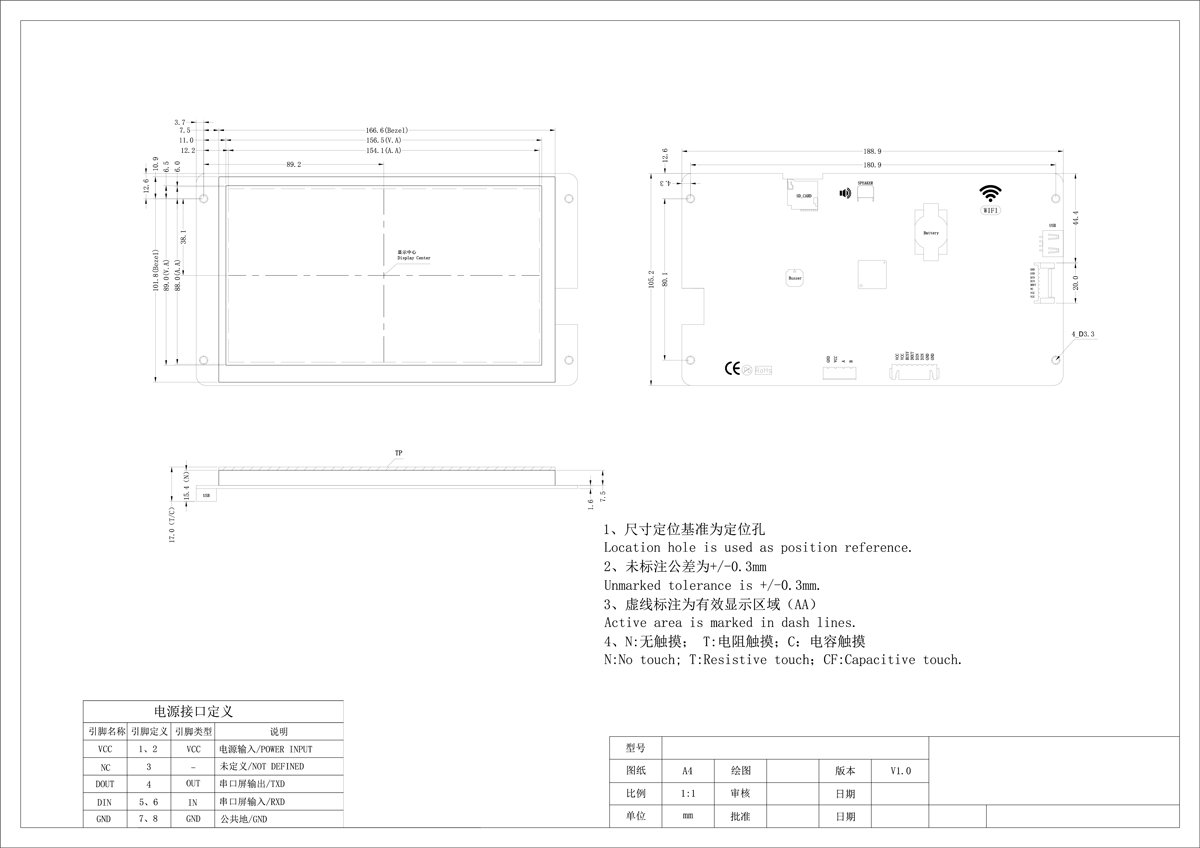 3.7
7.5
11.0
12.2
166.6(Bezel)
156.5(V.A)
154.1(A.A)
89.2
12.6
10.9
6.5
6.0
38.1
101.8(Bezel)
89.0(V.A)
88.0(A.A)
显示中心
Display Center
12.6
188.9
180.9
4.3
SD_CARD
SPEAKER
WIFI
Battery
USB
44.4
20.0
Buzzer
105.2
80.1
4_D3.3
CE
RoHs
GND
VCC
A
B
VCC
VCC
DOUT
DOUT
DIN
DIN
GND
GND
TP
15.4 (N)
17.0 (T/C)
USB
1.6
7.5
1、尺寸定位基准为定位孔
Location hole is used as position reference.
2、未标注公差为+/-0.3mm
Unmarked tolerance is +/-0.3mm.
3、虚线标注为有效显示区域（AA）
Active area is marked in dash lines.
4、N:无触摸； T:电阻触摸；C：电容触摸
N:No touch; T:Resistive touch；CF:Capacitive touch.
电源接口定义
引脚名称 引脚定义 引脚类型 说明
VCC 1、2 VCC 电源输入/POWER INPUT
NC 3 - 未定义/NOT DEFINED
DOUT 4 OUT 串口屏输出/TXD
DIN 5、6 IN 串口屏输入/RXD
GND 7、8 GND 公共地/GND
型号
图纸 A4 绘图 版本 V1.0
比例 1:1 审核 日期
单位 mm 批准 日期